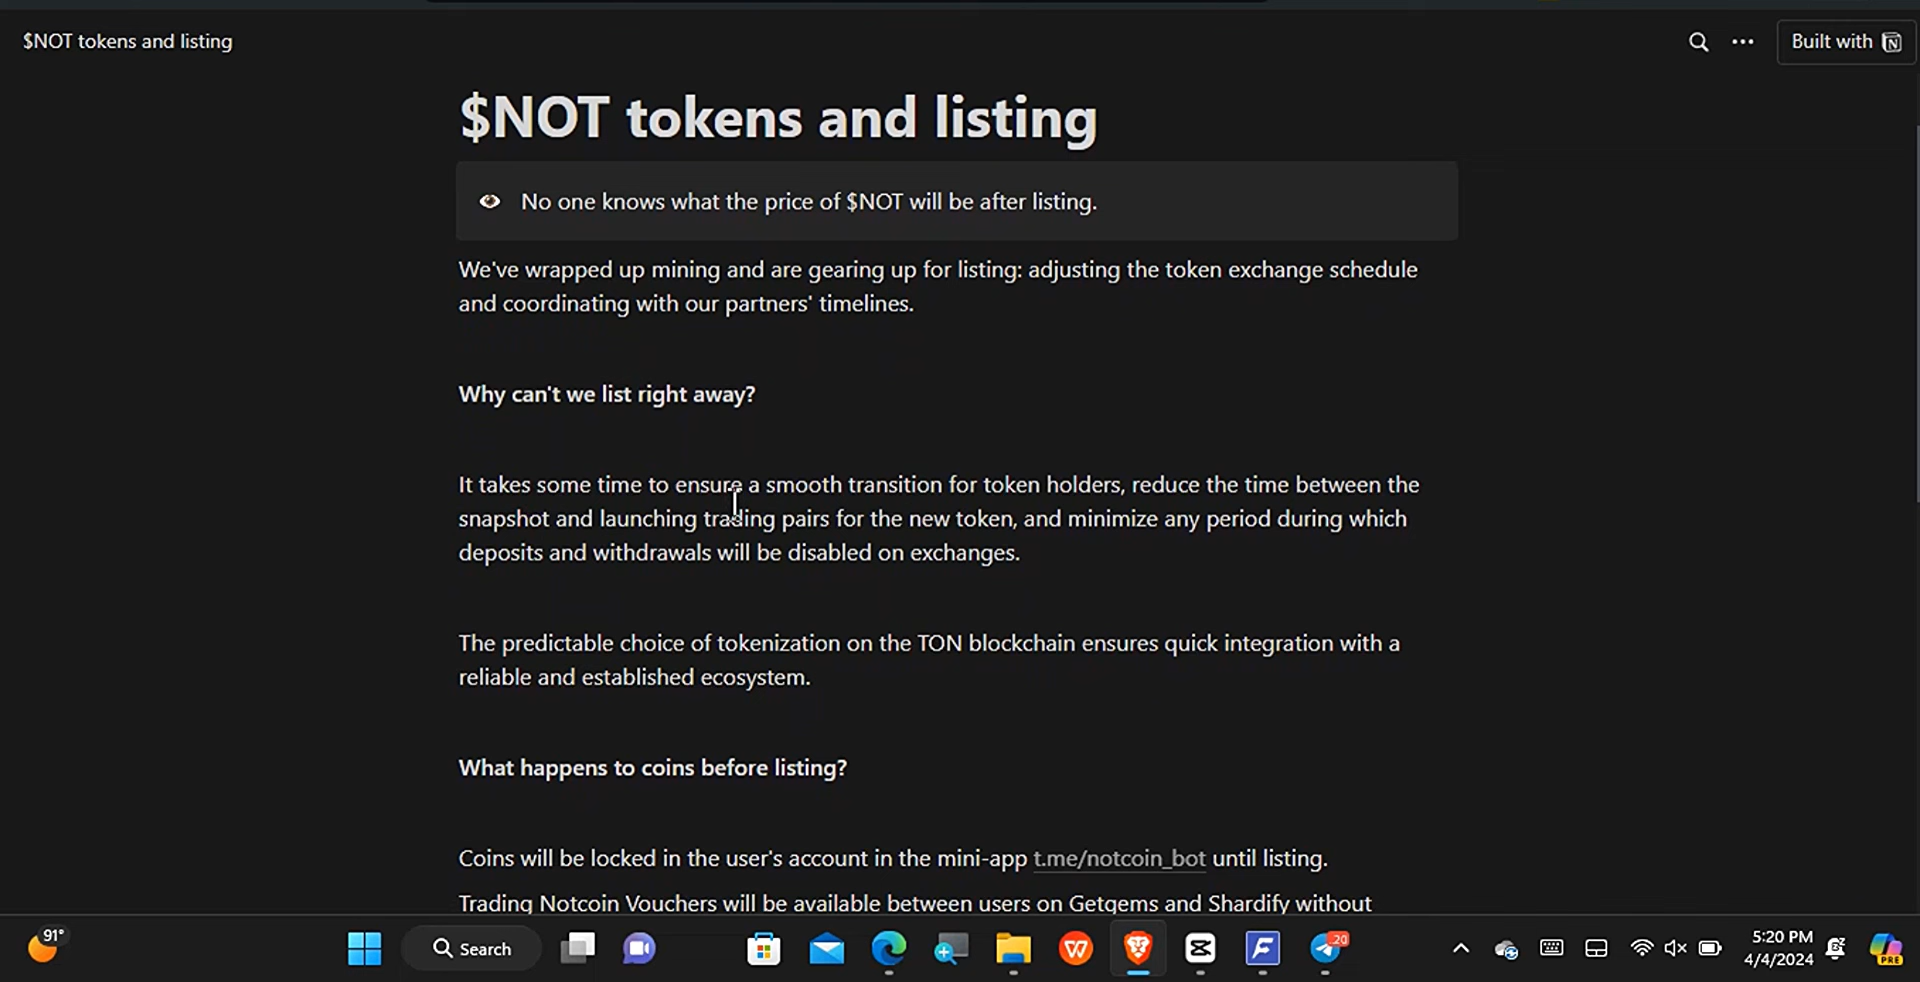 $NOT tokens and listing
Built with
$NOT tokens and listing
No one knows what the price of $NOT will be after listing.
We've wrapped up mining and are gearing up for listing: adjusting the token exchange schedule
and coordinating with our partners' timelines.
Why can't we list right away?
It takes some time to ensure a smooth transition for token holders, reduce the time between the
snapshot and launching trading pairs for the new token, and minimize any period during which
deposits and withdrawals will be disabled on exchanges.
The predictable choice of tokenization on the TON blockchain ensures quick integration with a
reliable and established ecosystem.
What happens to coins before listing?
Coins will be locked in the user's account in the mini-app t.me/notcoin_bot until listing.
Trading Notcoin Vouchers will be available between users on Getgems and Shardify without
91°
Search
20
5:20 PM
4/4/2024
PRE